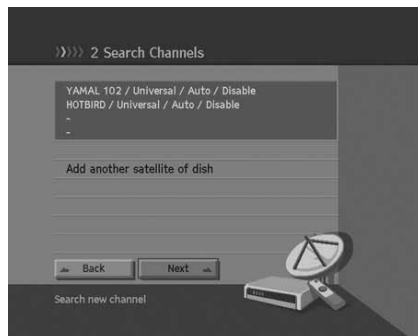 2 Search Channels
YAMAL 102 / Universal / Auto / Disable
HOTBIRD / Universal / Auto / Disable
-
-
Add another satellite of dish
Back Next
Search new channel